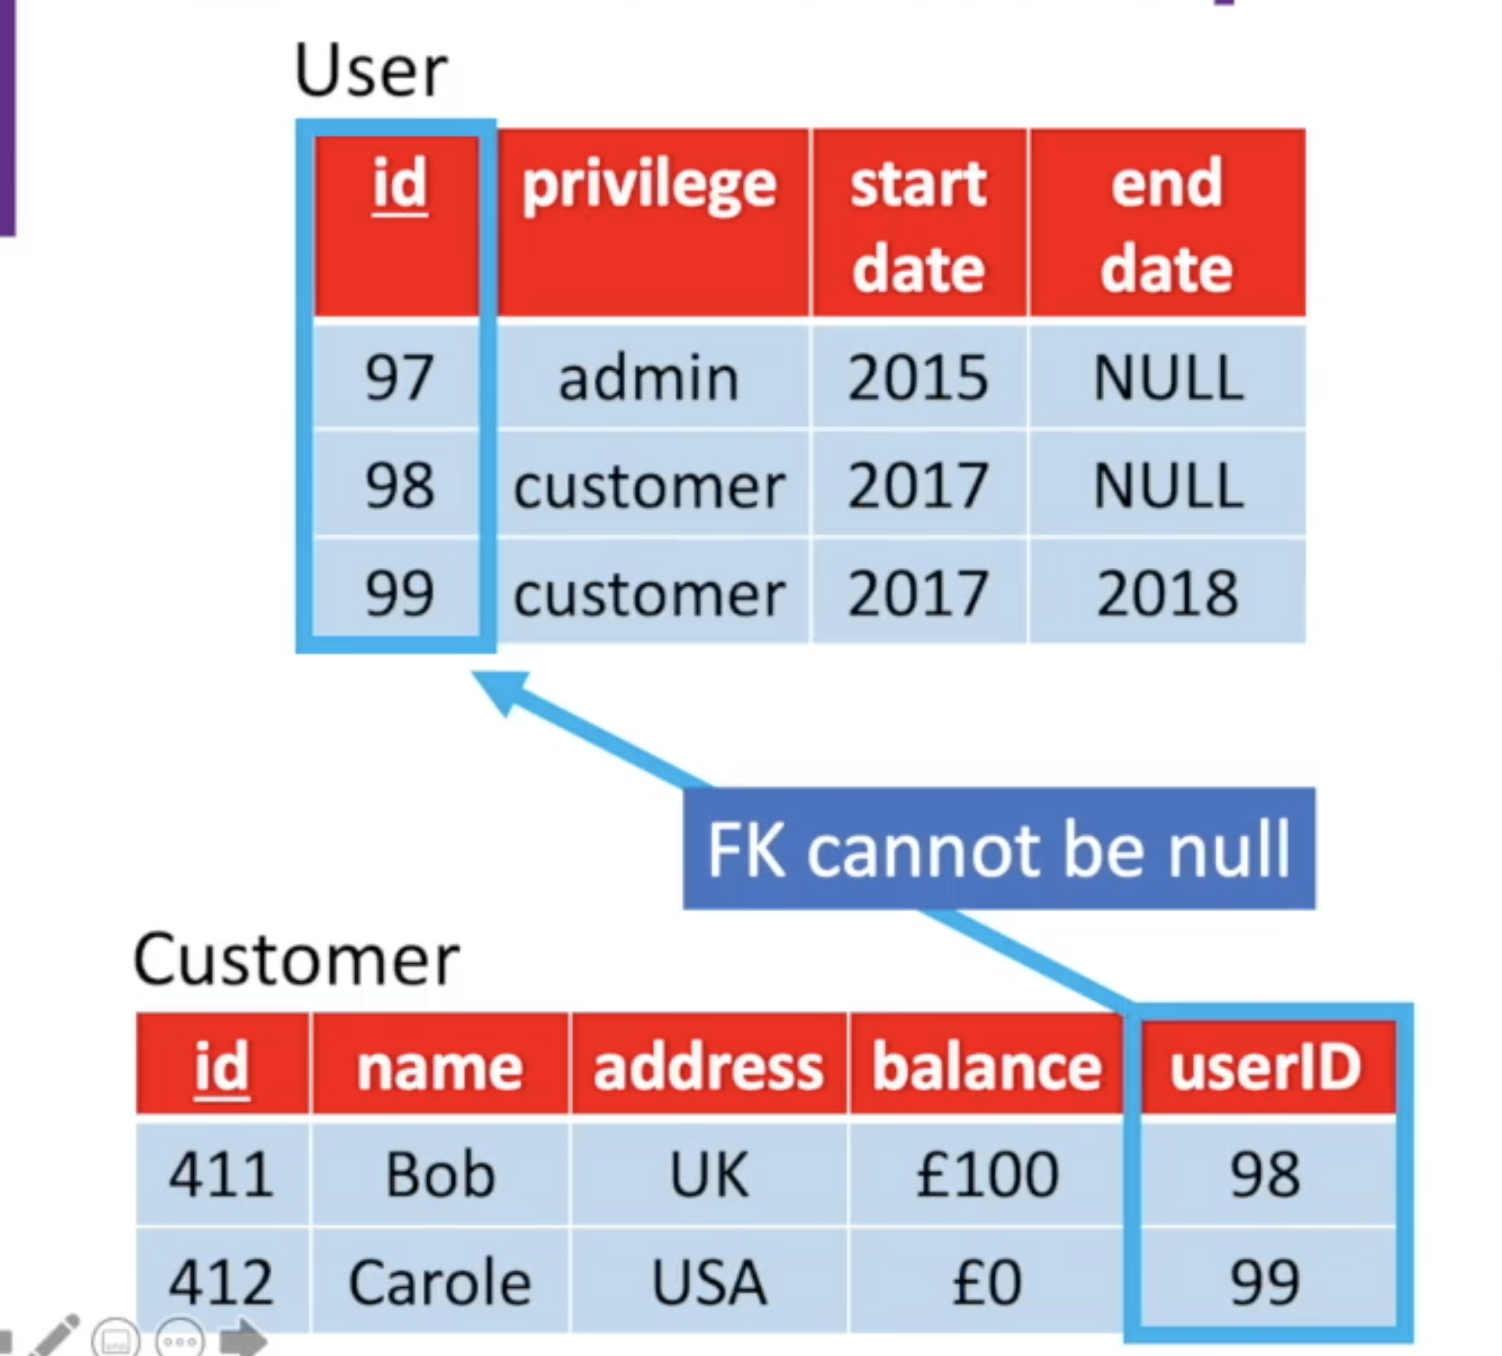 User
id privilege start date end date
97 admin 2015 NULL
98 customer 2017 NULL
99 customer 2017 2018
FK cannot be null
Customer
id name address balance userID
411 Bob UK £100 98
412 Carole USA £0 99